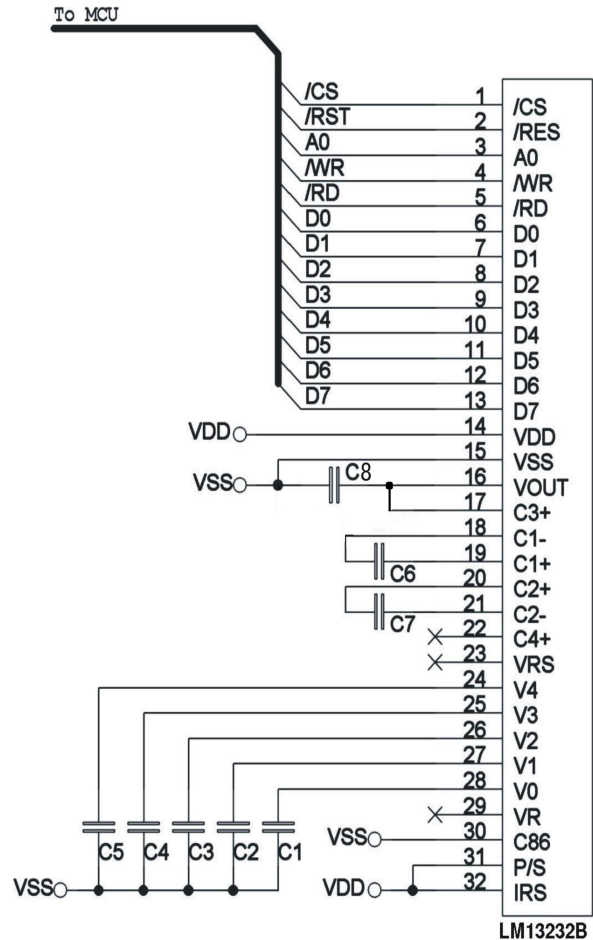 To MCU
/CS 1 /CS
/RST 2 /RES
A0 3 A0
/WR 4 /WR
/RD 5 /RD
D0 6 D0
D1 7 D1
D2 8 D2
D3 9 D3
D4 10 D4
D5 11 D5
D6 12 D6
D7 13 D7
VDD 14 VDD
15 VSS
VSS C8 16 VOUT
17 C3+
18 C1-
19 C1+
C6 20 C2+
21 C2-
C7 22 C4+
23 VRS
24 V4
25 V3
26 V2
27 V1
28 V0
29 VR
C5 C4 C3 C2 C1 VSS 30 C86
31 P/S
VSS VDD 32 IRS
LM13232B